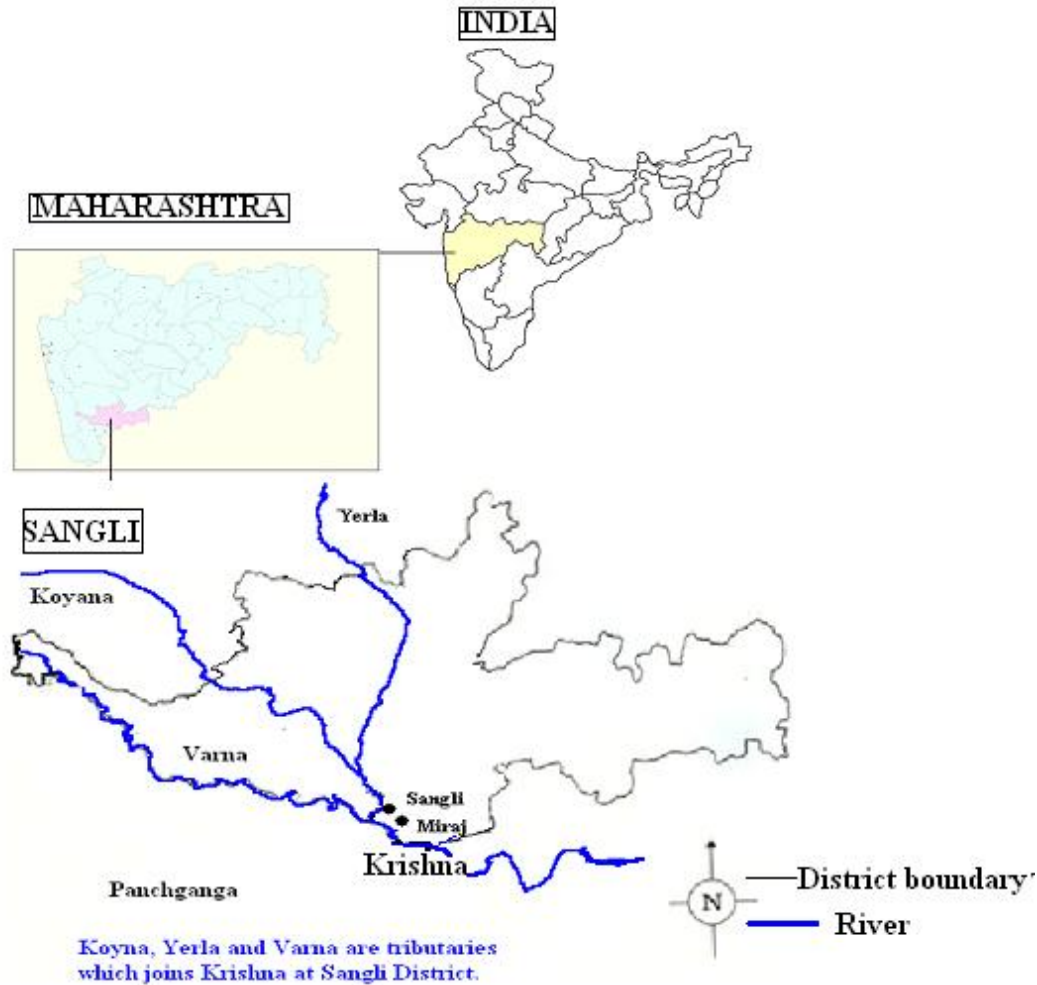 INDIA
MAHARASHTRA
SANGLI
Yerla
Koyana
Varna
Sangli
Miraj
Krishna
Panchganga
N
District boundary
River
Koyna, Yerla and Varna are tributaries
which joins Krishna at Sangli District.